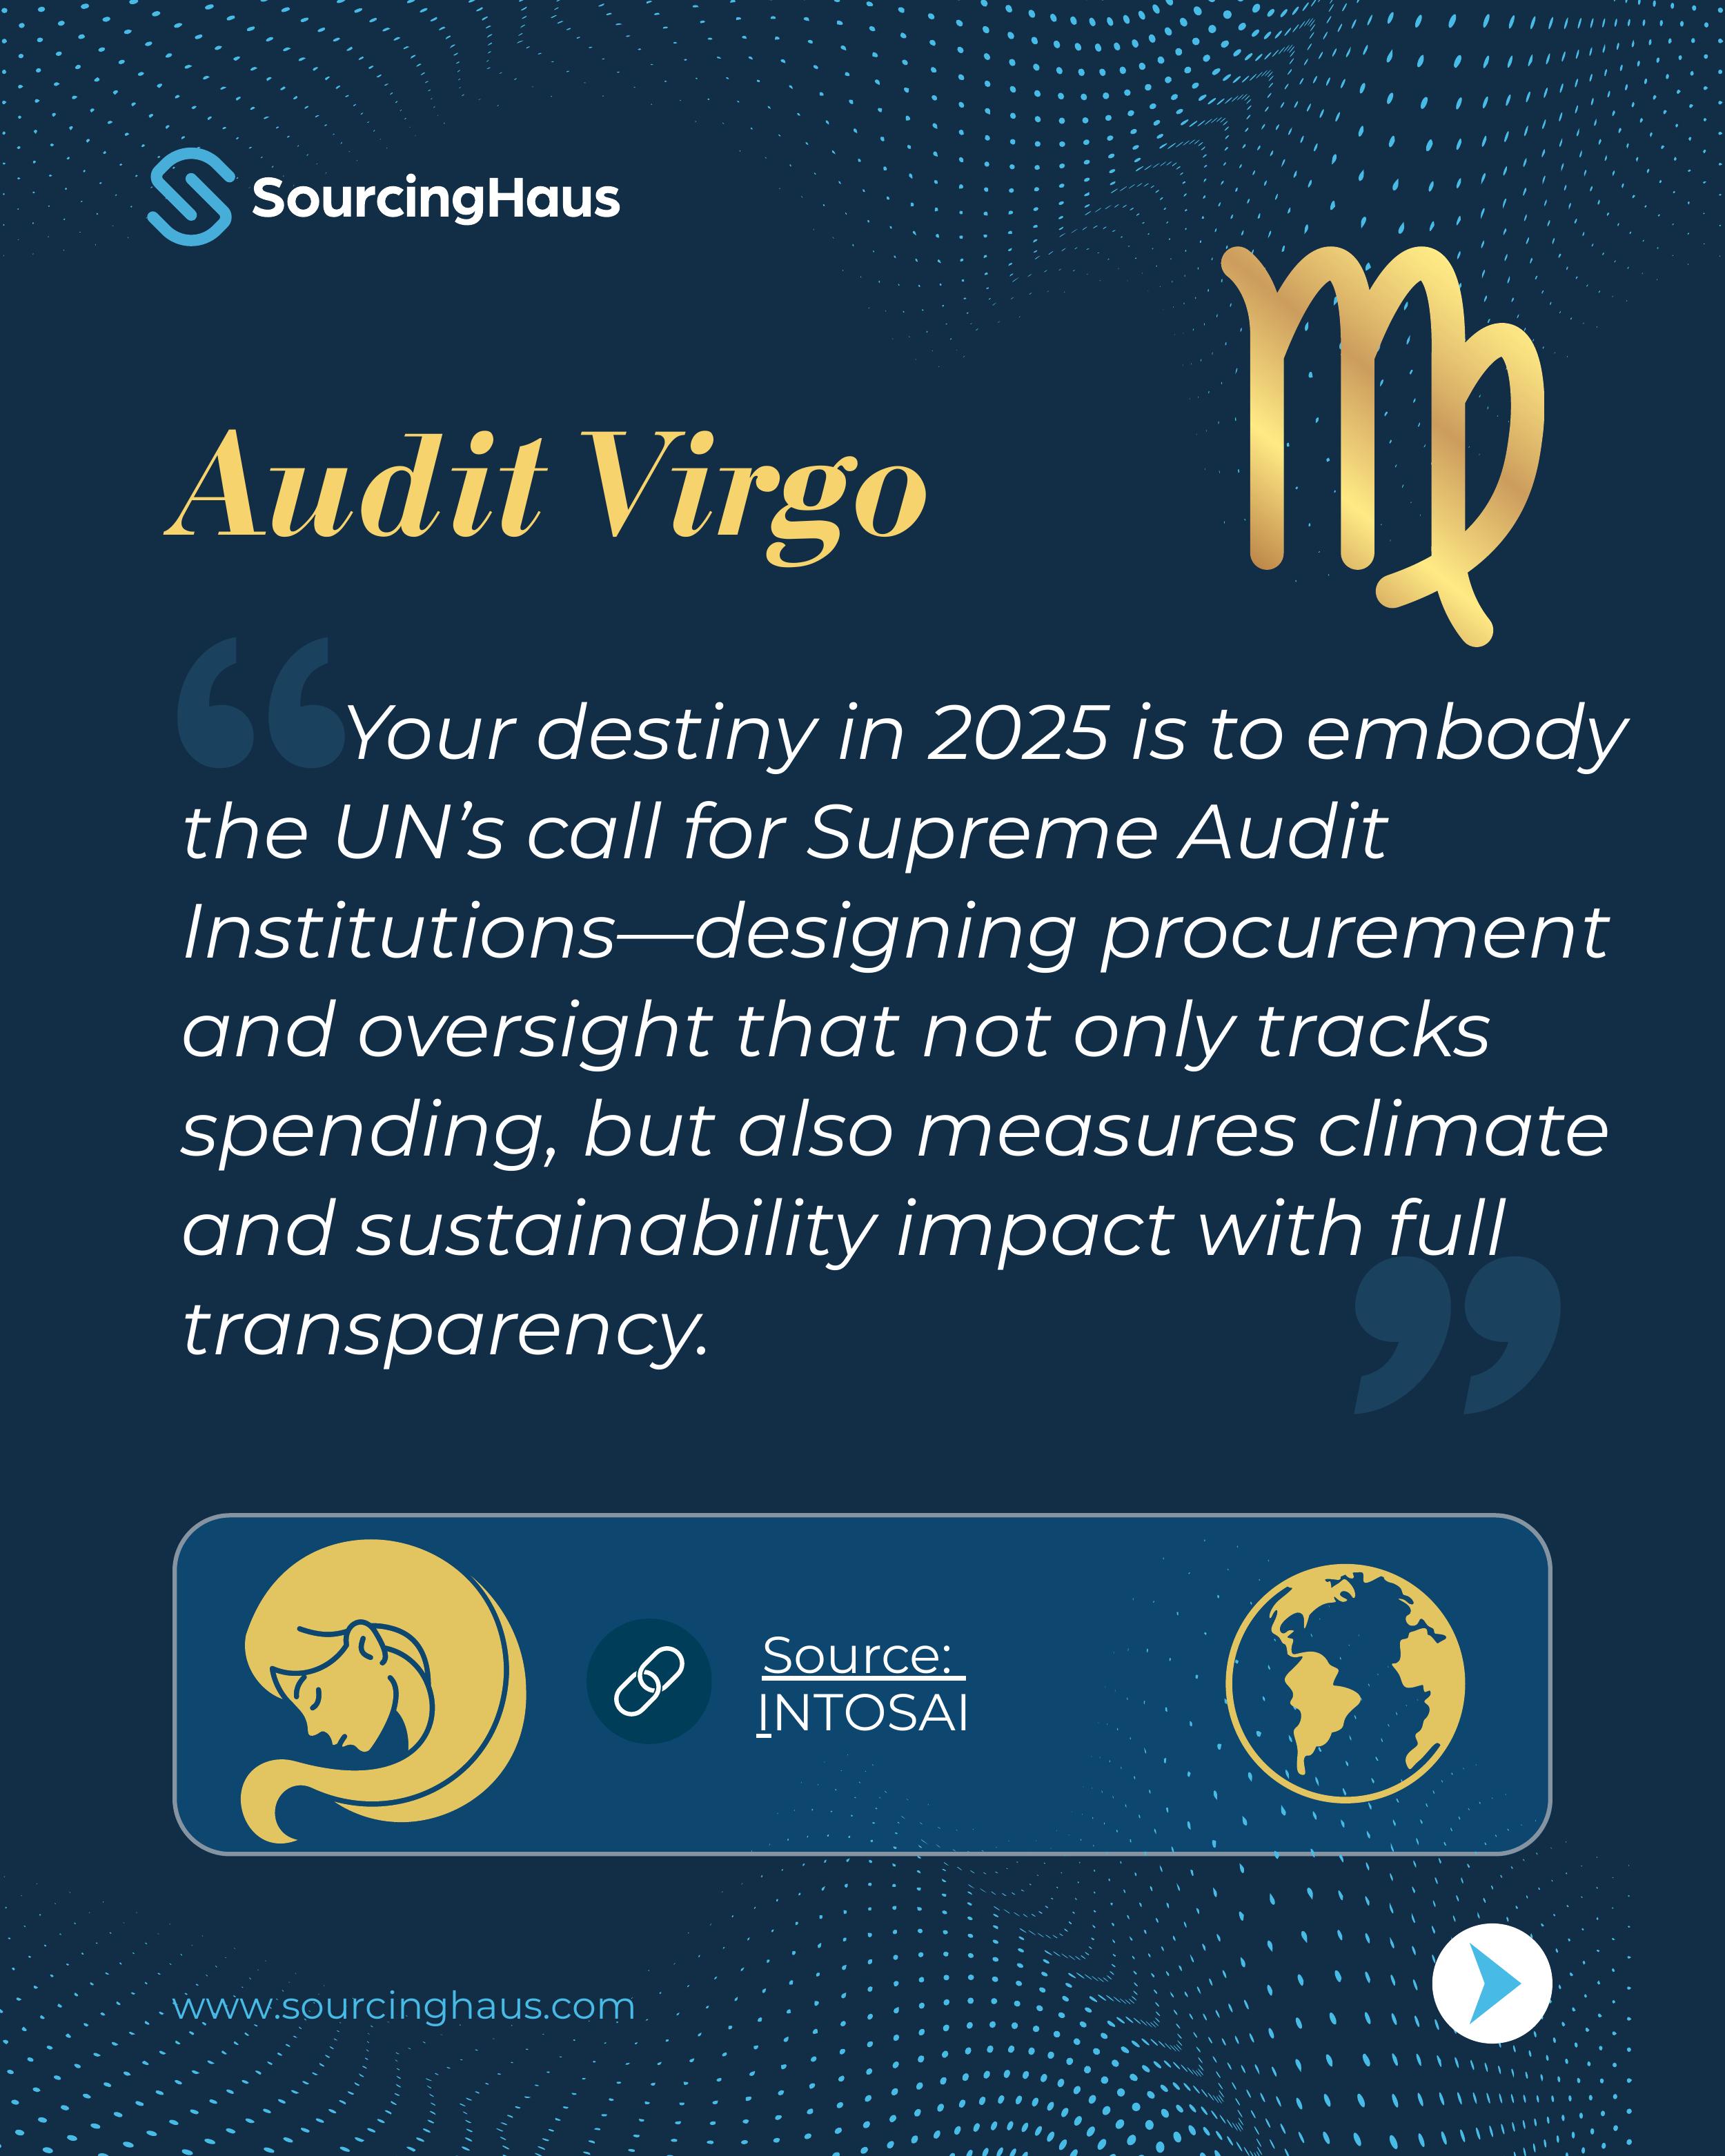 SourcingHaus
Audit Virgo
“Your destiny in 2025 is to embody
the UN’s call for Supreme Audit
Institutions—designing procurement
and oversight that not only tracks
spending, but also measures climate
and sustainability impact with full
transparency.”
Source:
INTOSAI
www.sourcinghaus.com